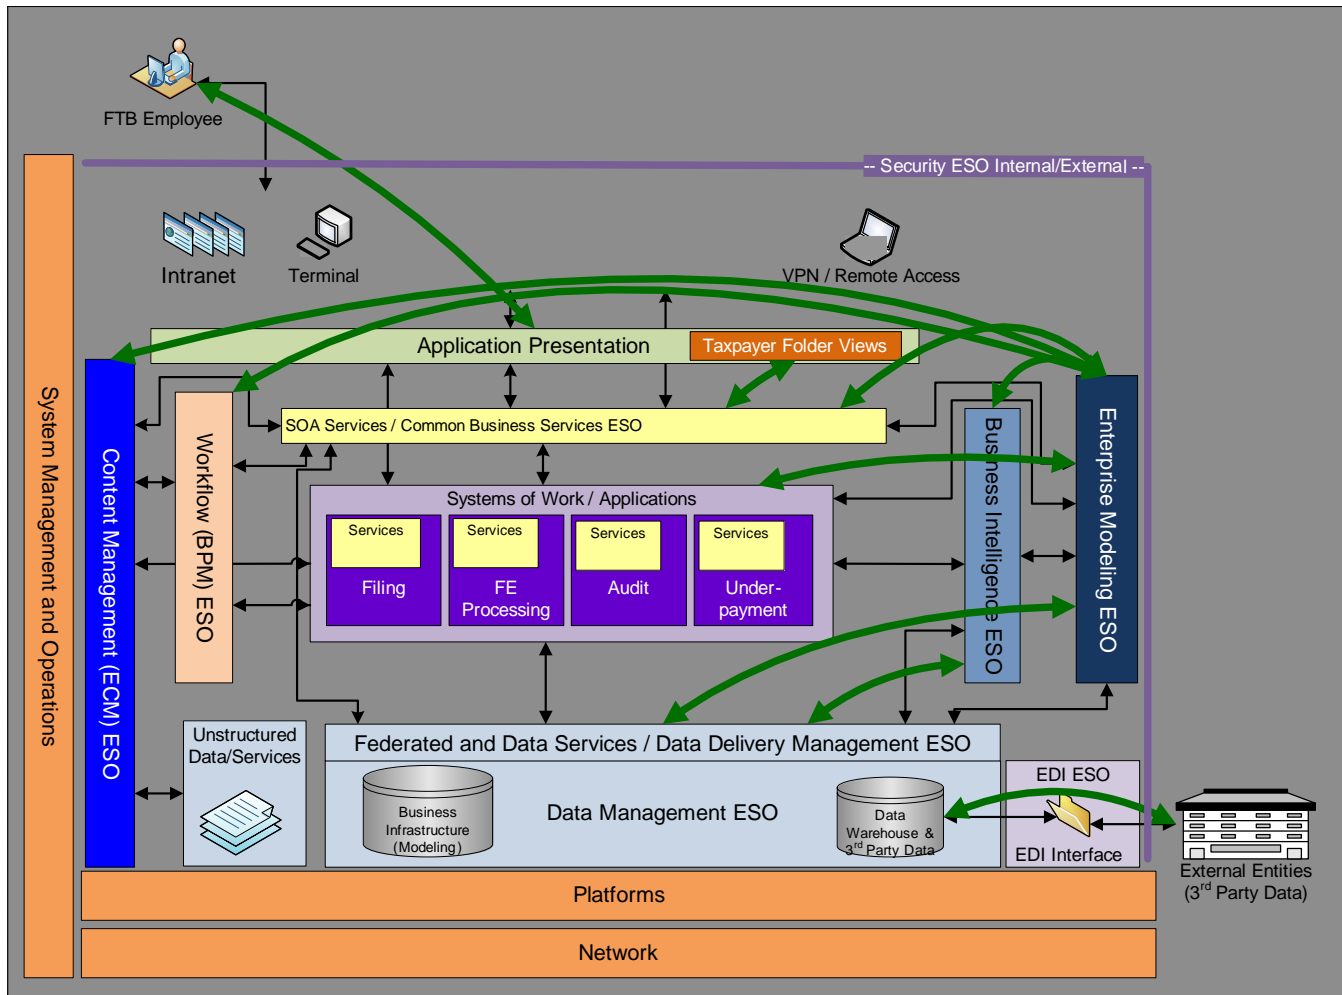 FTB Employee
-- Security ESO Internal/External --
Intranet
Terminal
VPN / Remote Access
Application Presentation
Taxpayer Folder Views
System Management and Operations
Content Management (ECM) ESO
Workflow (BPM) ESO
SOA Services / Common Business Services ESO
Business Intelligence ESO
Enterprise Modeling ESO
Systems of Work / Applications
Services
Filing
Services
FE
Processing
Services
Audit
Services
Under-
payment
Unstructured
Data/Services
Federated and Data Services / Data Delivery Management ESO
Business
Infrastructure
(Modeling)
Data Management ESO
Data
Warehouse &
3rd Party Data
EDI ESO
EDI Interface
External Entities
(3rd Party Data)
Platforms
Network